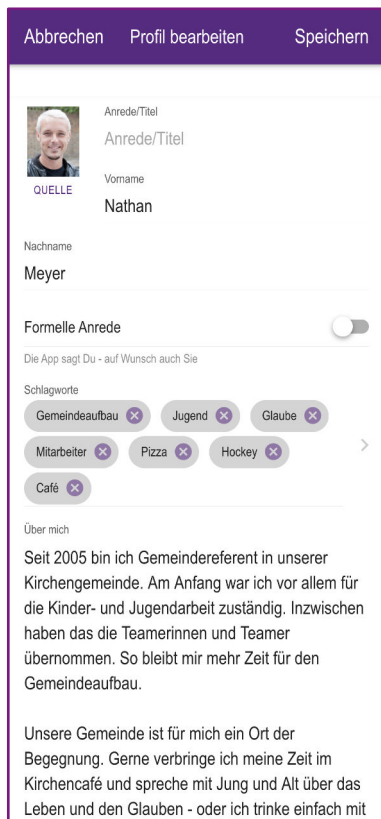 Abbrechen Profil bearbeiten Speichern
Anrede/Titel
Anrede/Titel
QUELLE
Vorname
Nathan
Nachname
Meyer
Formelle Anrede
Die App sagt Du - auf Wunsch auch Sie
Schlagworte
Gemeindeaufbau Jugend Glaube
Mitarbeiter Pizza Hockey
Café
Über mich
Seit 2005 bin ich Gemeindereferent in unserer
Kirchengemeinde. Am Anfang war ich vor allem für
die Kinder- und Jugendarbeit zuständig. Inzwischen
haben das die Teamerinnen und Teamer
übernommen. So bleibt mir mehr Zeit für den
Gemeindeaufbau.
Unsere Gemeinde ist für mich ein Ort der
Begegnung. Gerne verbringe ich meine Zeit im
Kirchencafé und spreche mit Jung und Alt über das
Leben und den Glauben - oder ich trinke einfach mit